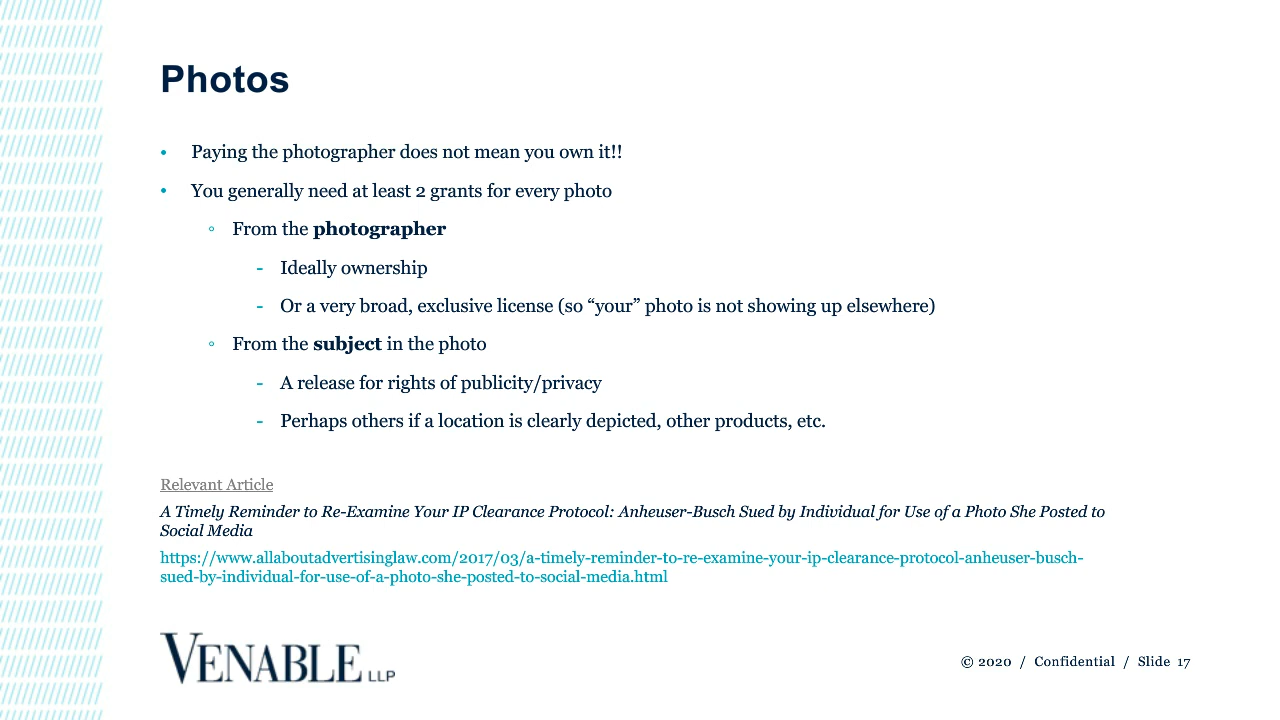 Photos
• Paying the photographer does not mean you own it!!
• You generally need at least 2 grants for every photo
◦ From the photographer
- Ideally ownership
- Or a very broad, exclusive license (so “your” photo is not showing up elsewhere)
◦ From the subject in the photo
- A release for rights of publicity/privacy
- Perhaps others if a location is clearly depicted, other products, etc.
Relevant Article
A Timely Reminder to Re-Examine Your IP Clearance Protocol: Anheuser-Busch Sued by Individual for Use of a Photo She Posted to
Social Media
https://www.allaboutadvertisinglaw.com/2017/03/a-timely-reminder-to-re-examine-your-ip-clearance-protocol-anheuser-busch-
sued-by-individual-for-use-of-a-photo-she-posted-to-social-media.html
VENABLE LLP
© 2020 / Confidential / Slide 17